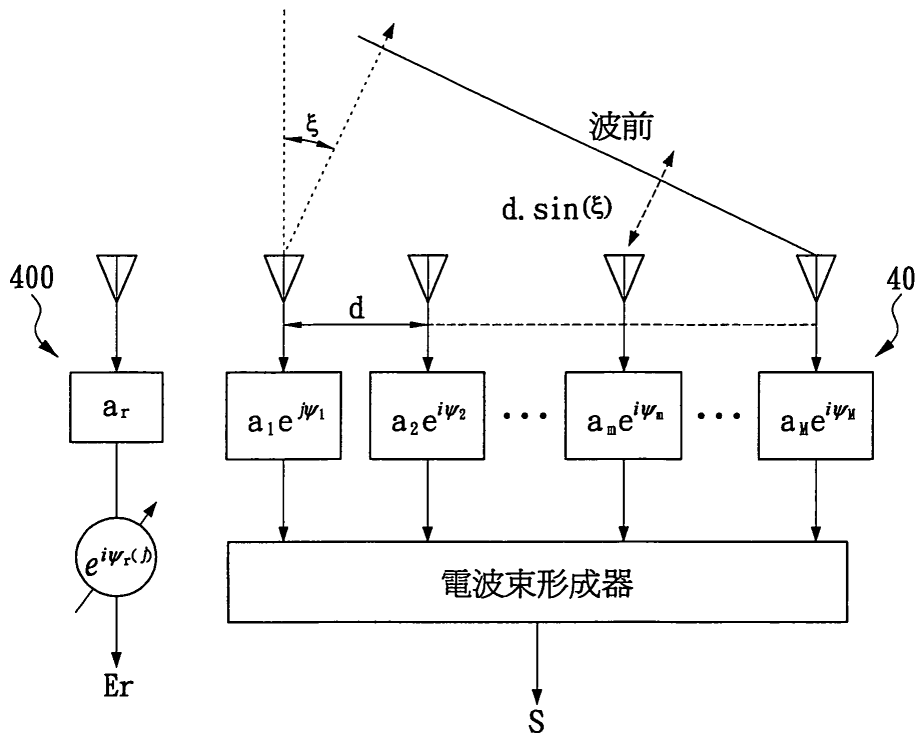 ξ
波前
d.sin(ξ)
400
40
d
a_r
a_1e^{jψ_1}
a_2e^{iψ_2}
...
a_me^{iψ_m}
...
a_Me^{iψ_M}
e^{iψ_r(j)}
電波束形成器
Er
S